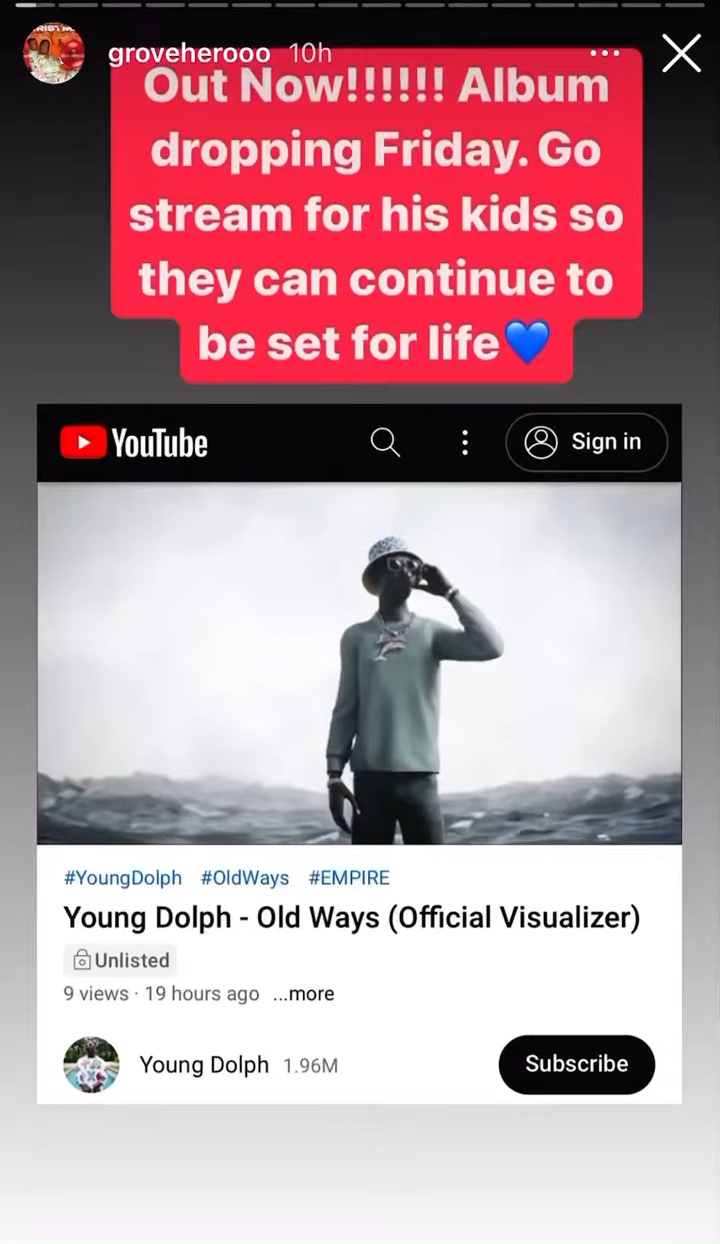 groveherooo 10h
Out Now!!!!!! Album
dropping Friday. Go
stream for his kids so
they can continue to
be set for life💙
YouTube
Sign in
#YoungDolph #OldWays #EMPIRE
Young Dolph - Old Ways (Official Visualizer)
Unlisted
9 views · 19 hours ago ...more
Young Dolph 1.96M
Subscribe